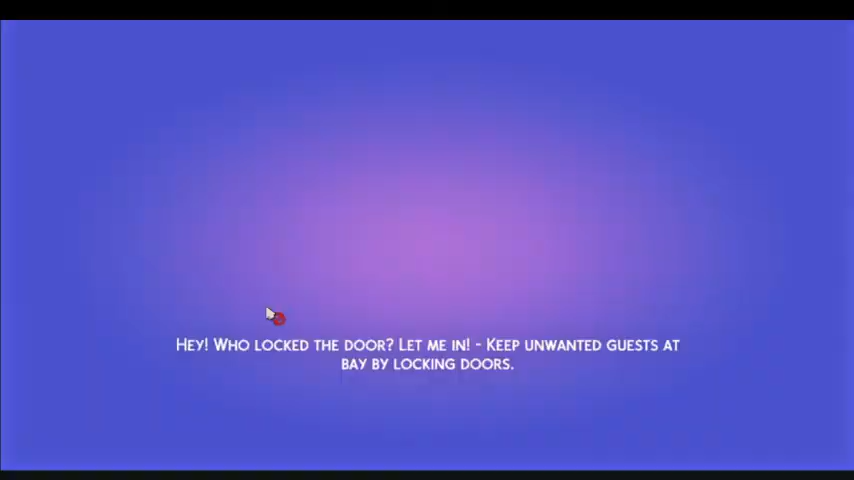 Hey! Who locked the door? Let me in! - Keep unwanted guests at
bay by locking doors.